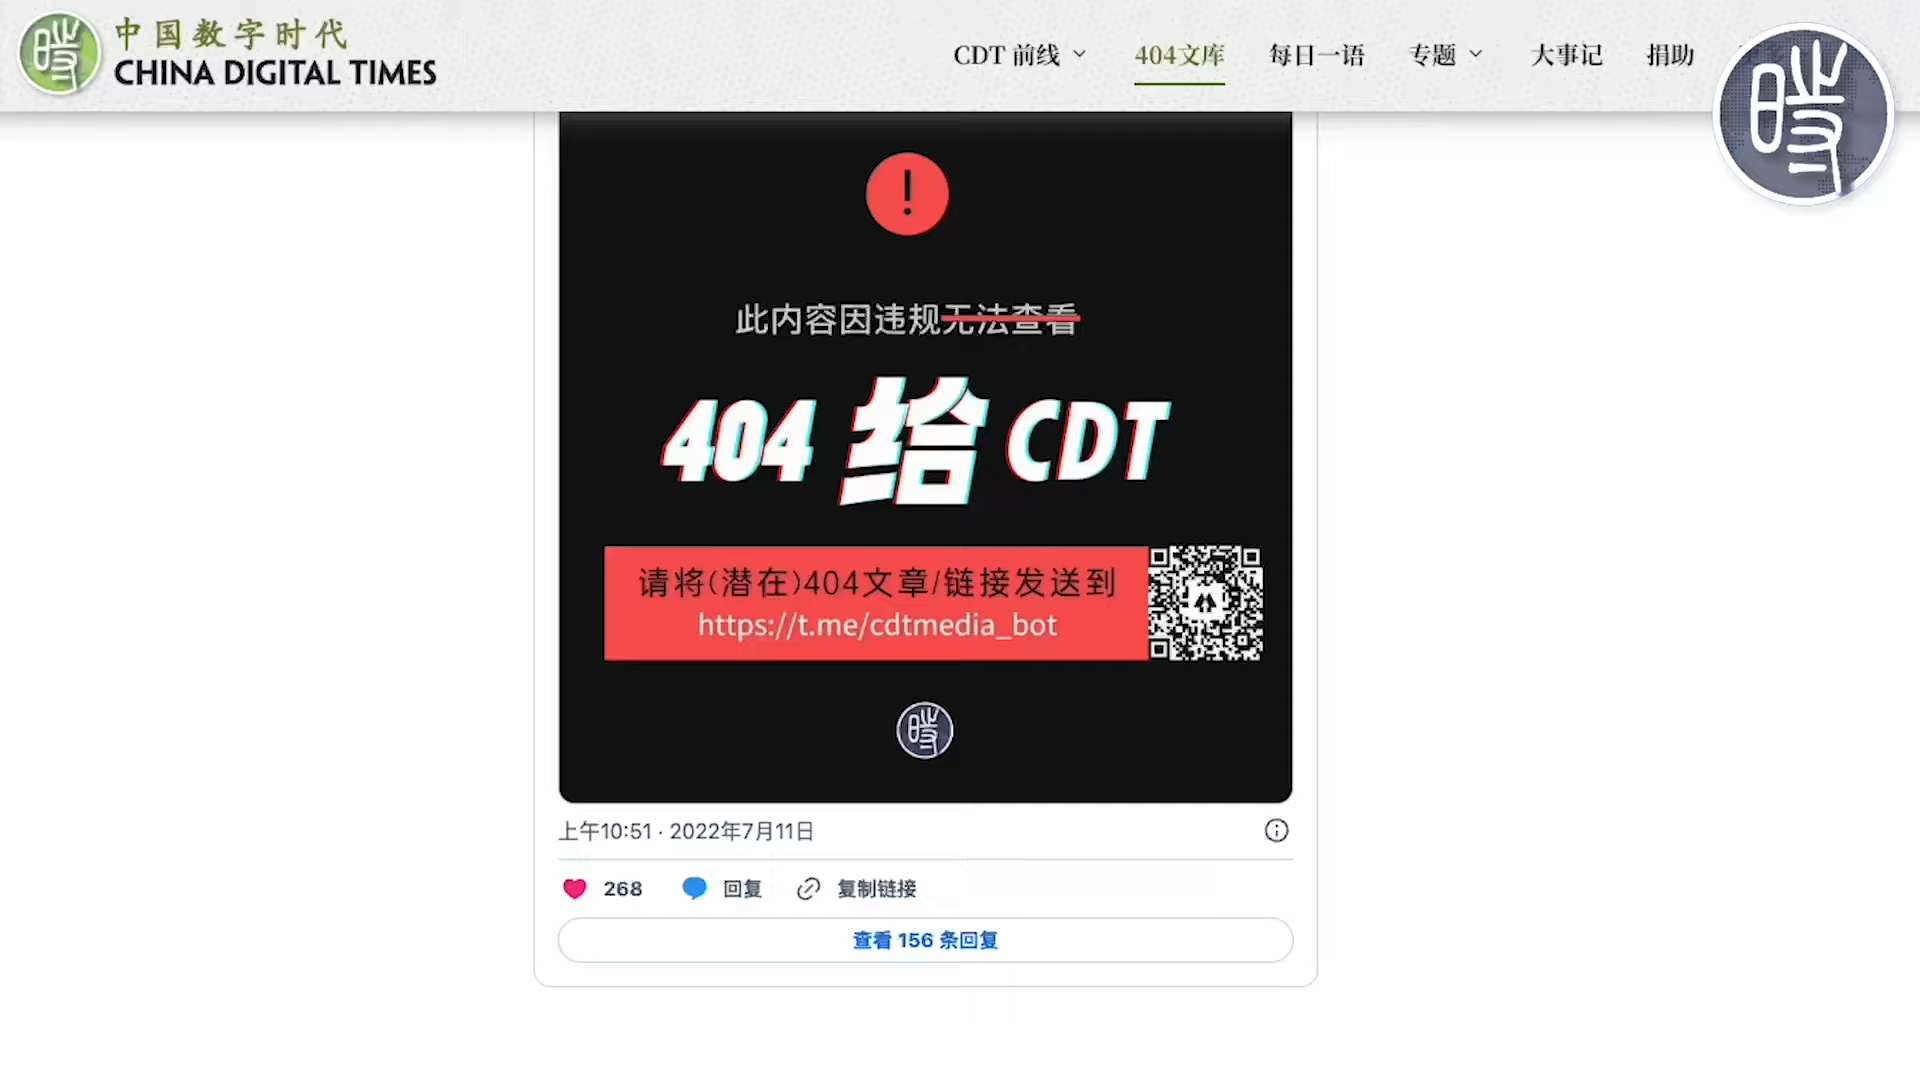 中国数字时代
CHINA DIGITAL TIMES
CDT 前线
404文库
每日一语
专题
大事记
捐助
時
!
此内容因违规无法查看
404 给 CDT
请将(潜在)404文章/链接发送到
https://t.me/cdtmedia_bot
上午10:51 · 2022年7月11日
268
回复
复制链接
查看 156 条回复